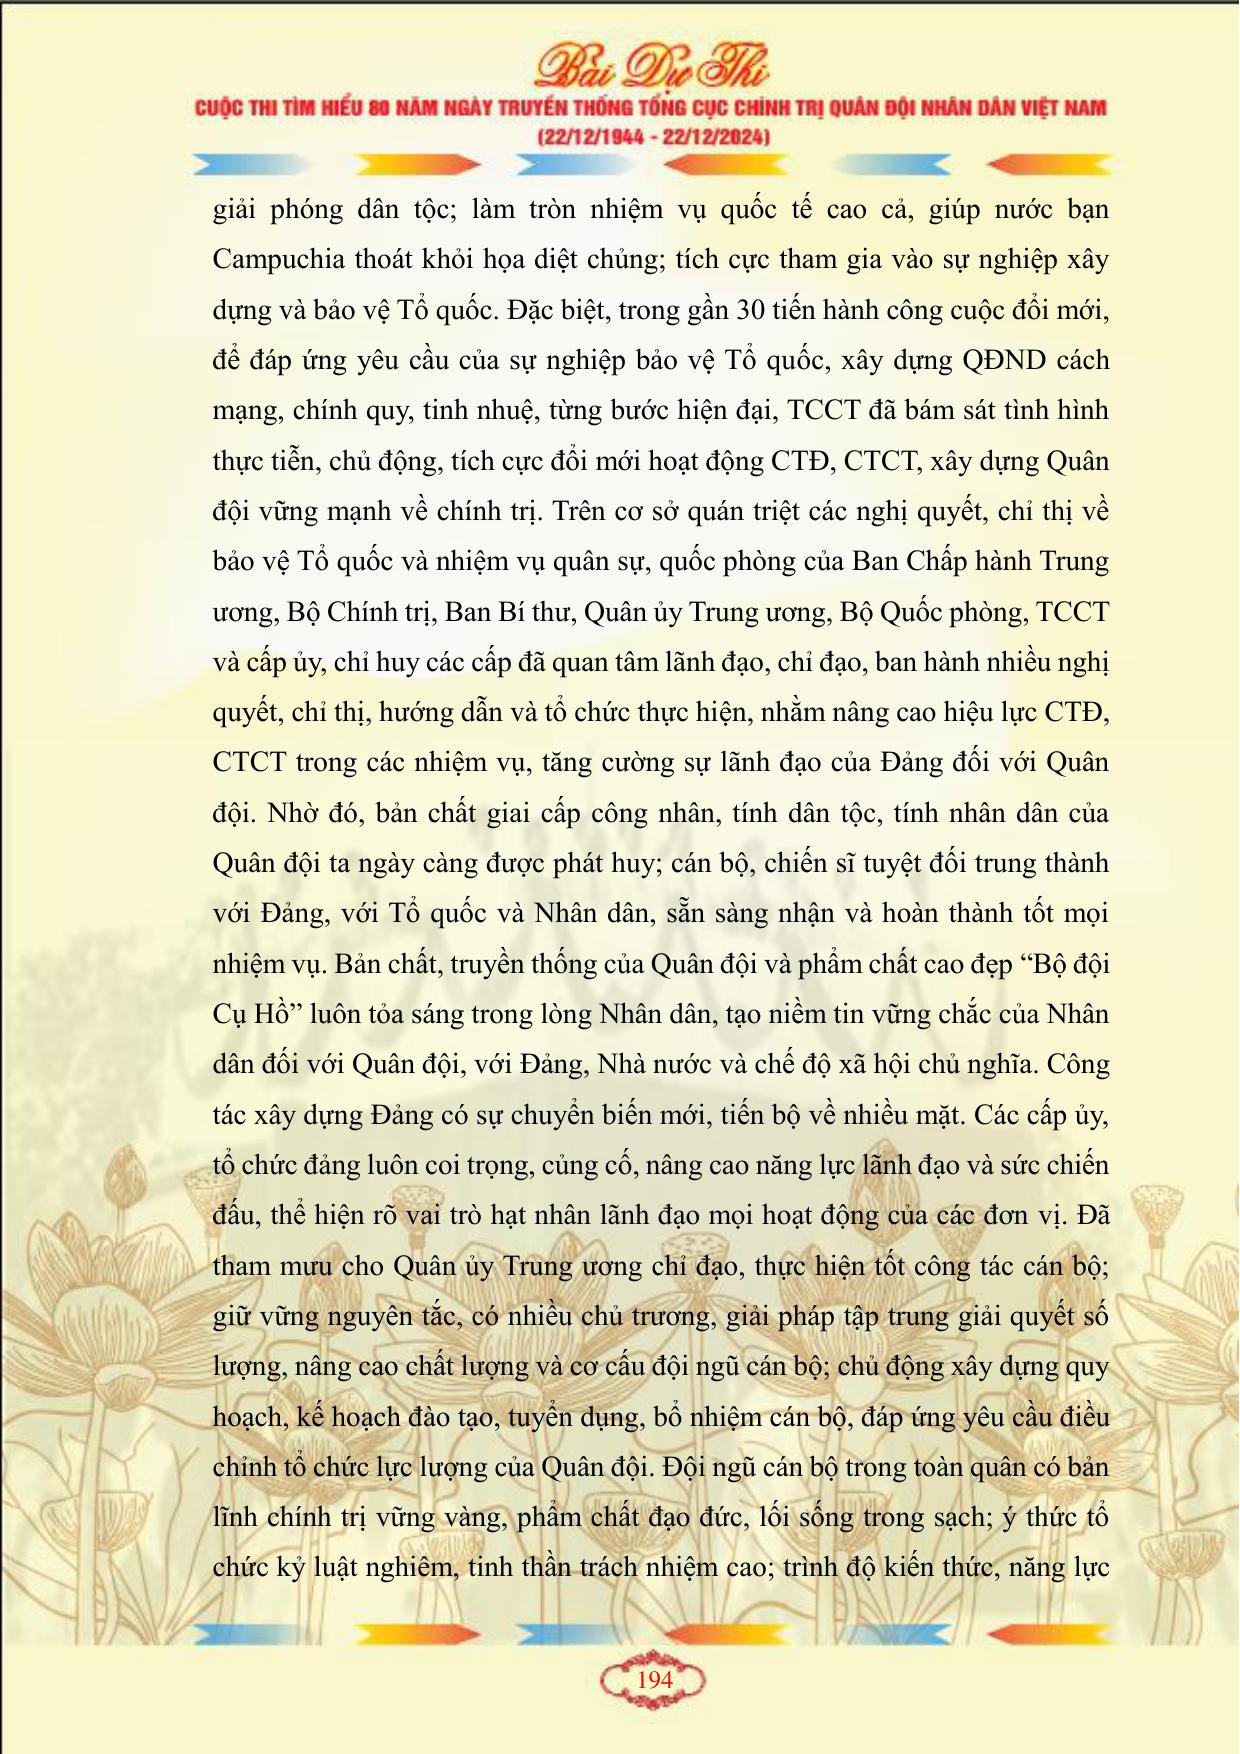 Bài Dự Thi
CUỘC THI TÌM HIỂU 80 NĂM NGÀY TRUYỀN THỐNG TỔNG CỤC CHÍNH TRỊ QUÂN ĐỘI NHÂN DÂN VIỆT NAM
(22/12/1944 - 22/12/2024)
giải phóng dân tộc; làm tròn nhiệm vụ quốc tế cao cả, giúp nước bạn
Campuchia thoát khỏi họa diệt chủng; tích cực tham gia vào sự nghiệp xây
dựng và bảo vệ Tổ quốc. Đặc biệt, trong gần 30 tiến hành công cuộc đổi mới,
để đáp ứng yêu cầu của sự nghiệp bảo vệ Tổ quốc, xây dựng QĐND cách
mạng, chính quy, tinh nhuệ, từng bước hiện đại, TCCT đã bám sát tình hình
thực tiễn, chủ động, tích cực đổi mới hoạt động CTĐ, CTCT, xây dựng Quân
đội vững mạnh về chính trị. Trên cơ sở quán triệt các nghị quyết, chỉ thị về
bảo vệ Tổ quốc và nhiệm vụ quân sự, quốc phòng của Ban Chấp hành Trung
ương, Bộ Chính trị, Ban Bí thư, Quân ủy Trung ương, Bộ Quốc phòng, TCCT
và cấp ủy, chỉ huy các cấp đã quan tâm lãnh đạo, chỉ đạo, ban hành nhiều nghị
quyết, chỉ thị, hướng dẫn và tổ chức thực hiện, nhằm nâng cao hiệu lực CTĐ,
CTCT trong các nhiệm vụ, tăng cường sự lãnh đạo của Đảng đối với Quân
đội. Nhờ đó, bản chất giai cấp công nhân, tính dân tộc, tính nhân dân của
Quân đội ta ngày càng được phát huy; cán bộ, chiến sĩ tuyệt đối trung thành
với Đảng, với Tổ quốc và Nhân dân, sẵn sàng nhận và hoàn thành tốt mọi
nhiệm vụ. Bản chất, truyền thống của Quân đội và phẩm chất cao đẹp “Bộ đội
Cụ Hồ” luôn tỏa sáng trong lòng Nhân dân, tạo niềm tin vững chắc của Nhân
dân đối với Quân đội, với Đảng, Nhà nước và chế độ xã hội chủ nghĩa. Công
tác xây dựng Đảng có sự chuyển biến mới, tiến bộ về nhiều mặt. Các cấp ủy,
tổ chức đảng luôn coi trọng, củng cố, nâng cao năng lực lãnh đạo và sức chiến
đấu, thể hiện rõ vai trò hạt nhân lãnh đạo mọi hoạt động của các đơn vị. Đã
tham mưu cho Quân ủy Trung ương chỉ đạo, thực hiện tốt công tác cán bộ;
giữ vững nguyên tắc, có nhiều chủ trương, giải pháp tập trung giải quyết số
lượng, nâng cao chất lượng và cơ cấu đội ngũ cán bộ; chủ động xây dựng quy
hoạch, kế hoạch đào tạo, tuyển dụng, bổ nhiệm cán bộ, đáp ứng yêu cầu điều
chỉnh tổ chức lực lượng của Quân đội. Đội ngũ cán bộ trong toàn quân có bản
lĩnh chính trị vững vàng, phẩm chất đạo đức, lối sống trong sạch; ý thức tổ
chức kỷ luật nghiêm, tinh thần trách nhiệm cao; trình độ kiến thức, năng lực
194